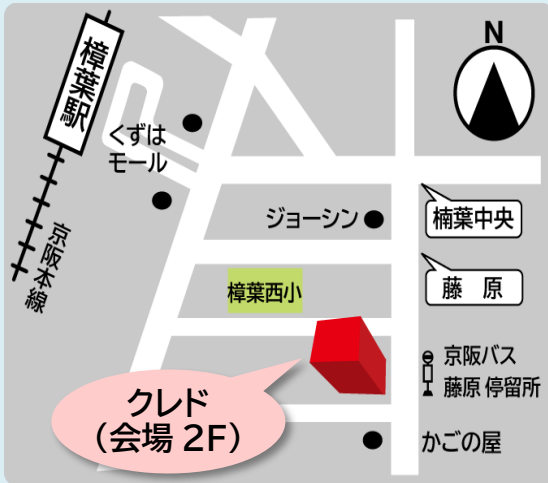 N
樟葉駅
くずは
モール
京阪本線
ジョーシン
楠葉中央
藤原
樟葉西小
京阪バス
藤原 停留所
クレド
（会場 2F）
かごの屋